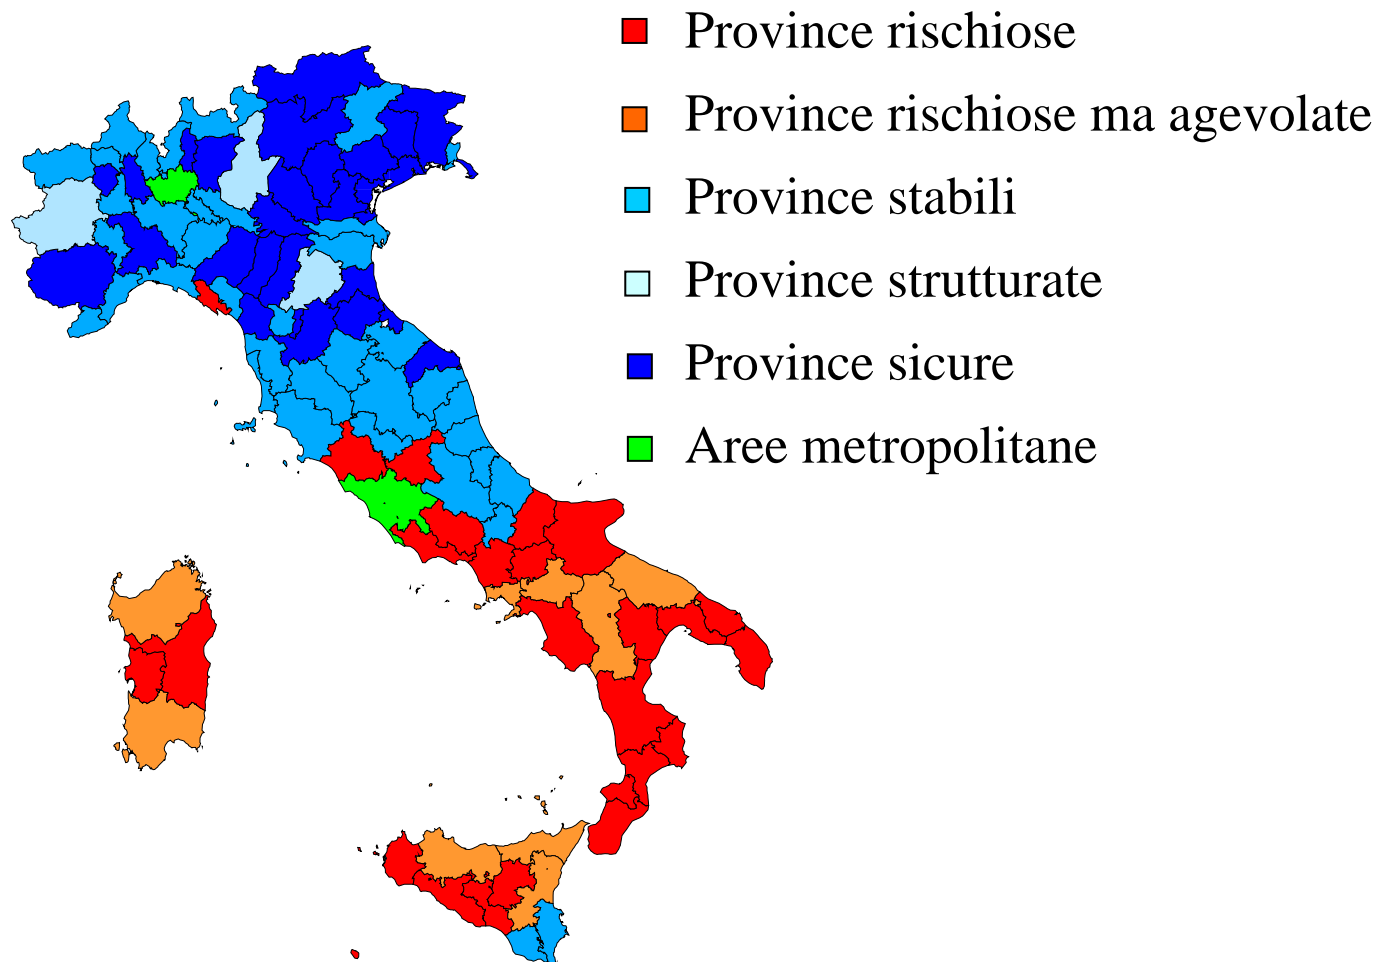 Province rischiose
Province rischiose ma agevolate
Province stabili
Province strutturate
Province sicure
Aree metropolitane